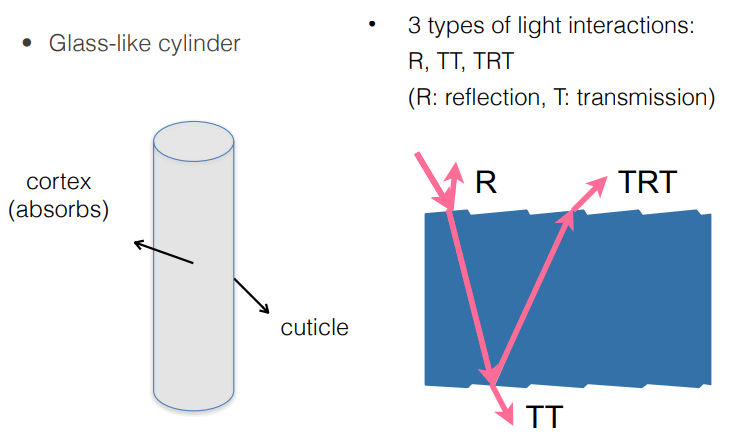 • Glass-like cylinder
cortex
(absorbs)
cuticle
• 3 types of light interactions:
R, TT, TRT
(R: reflection, T: transmission)
R
TRT
TT